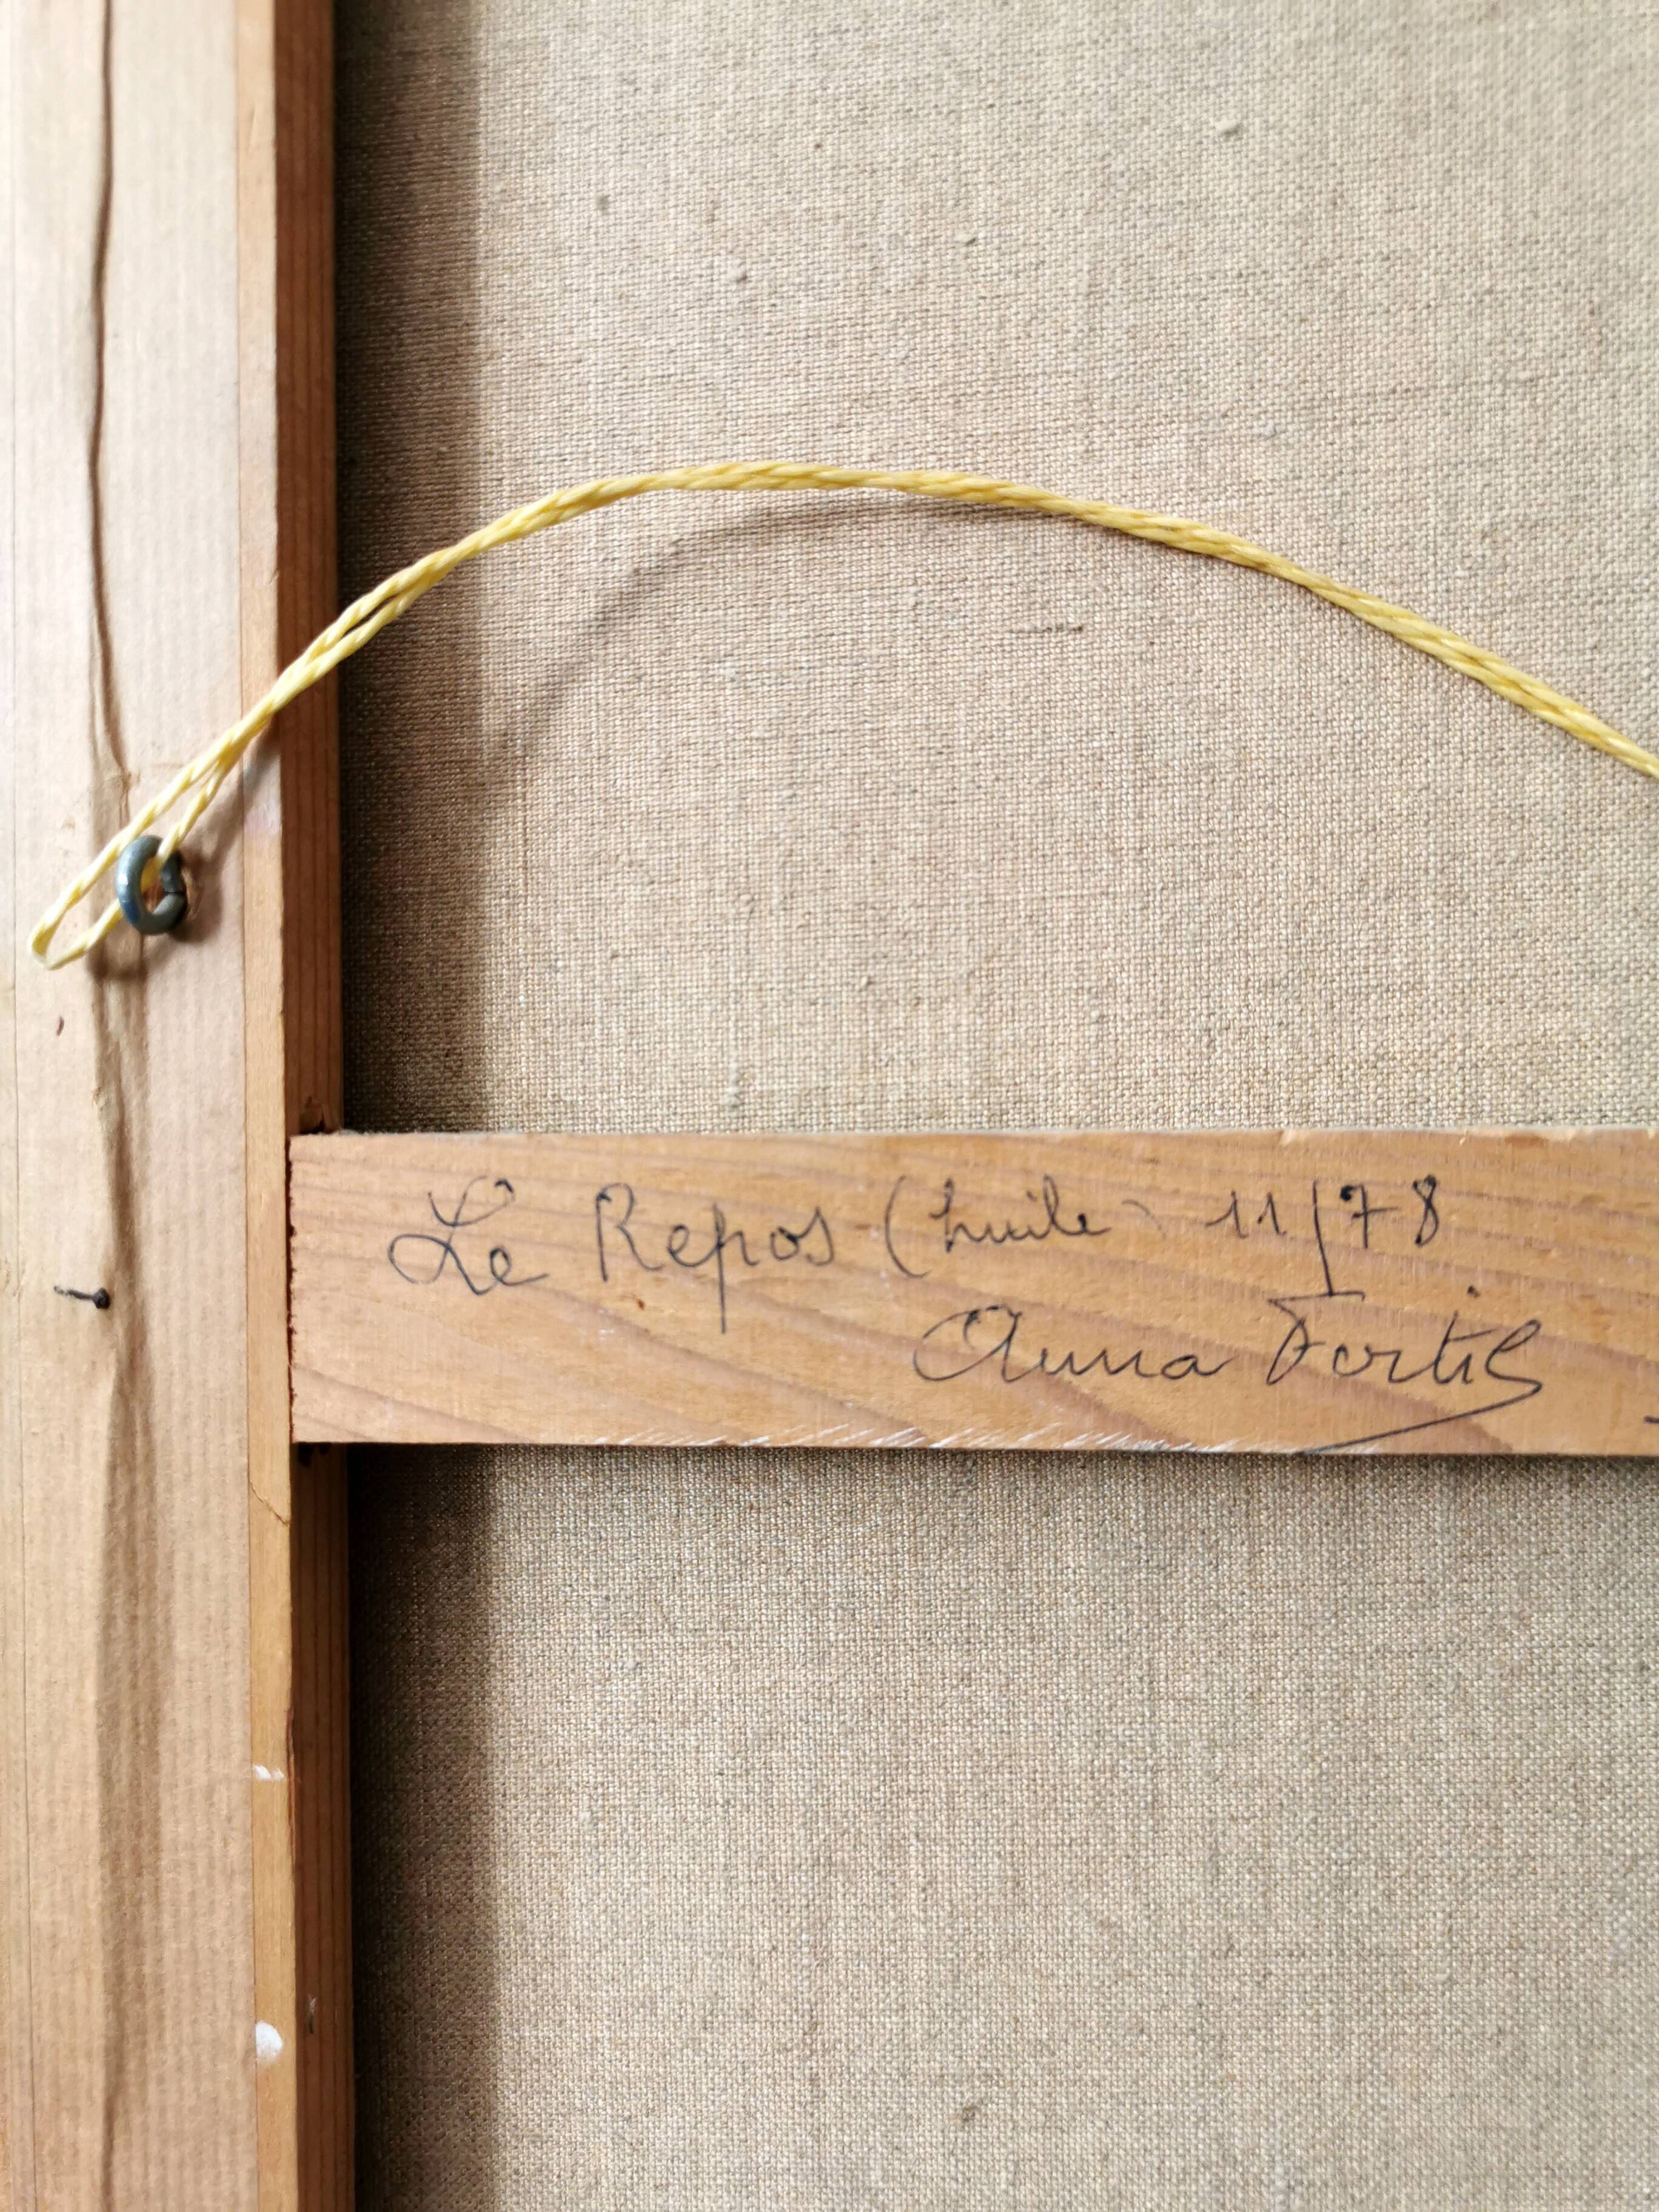 Le Repos (huile) 11/78
Anna Fortis